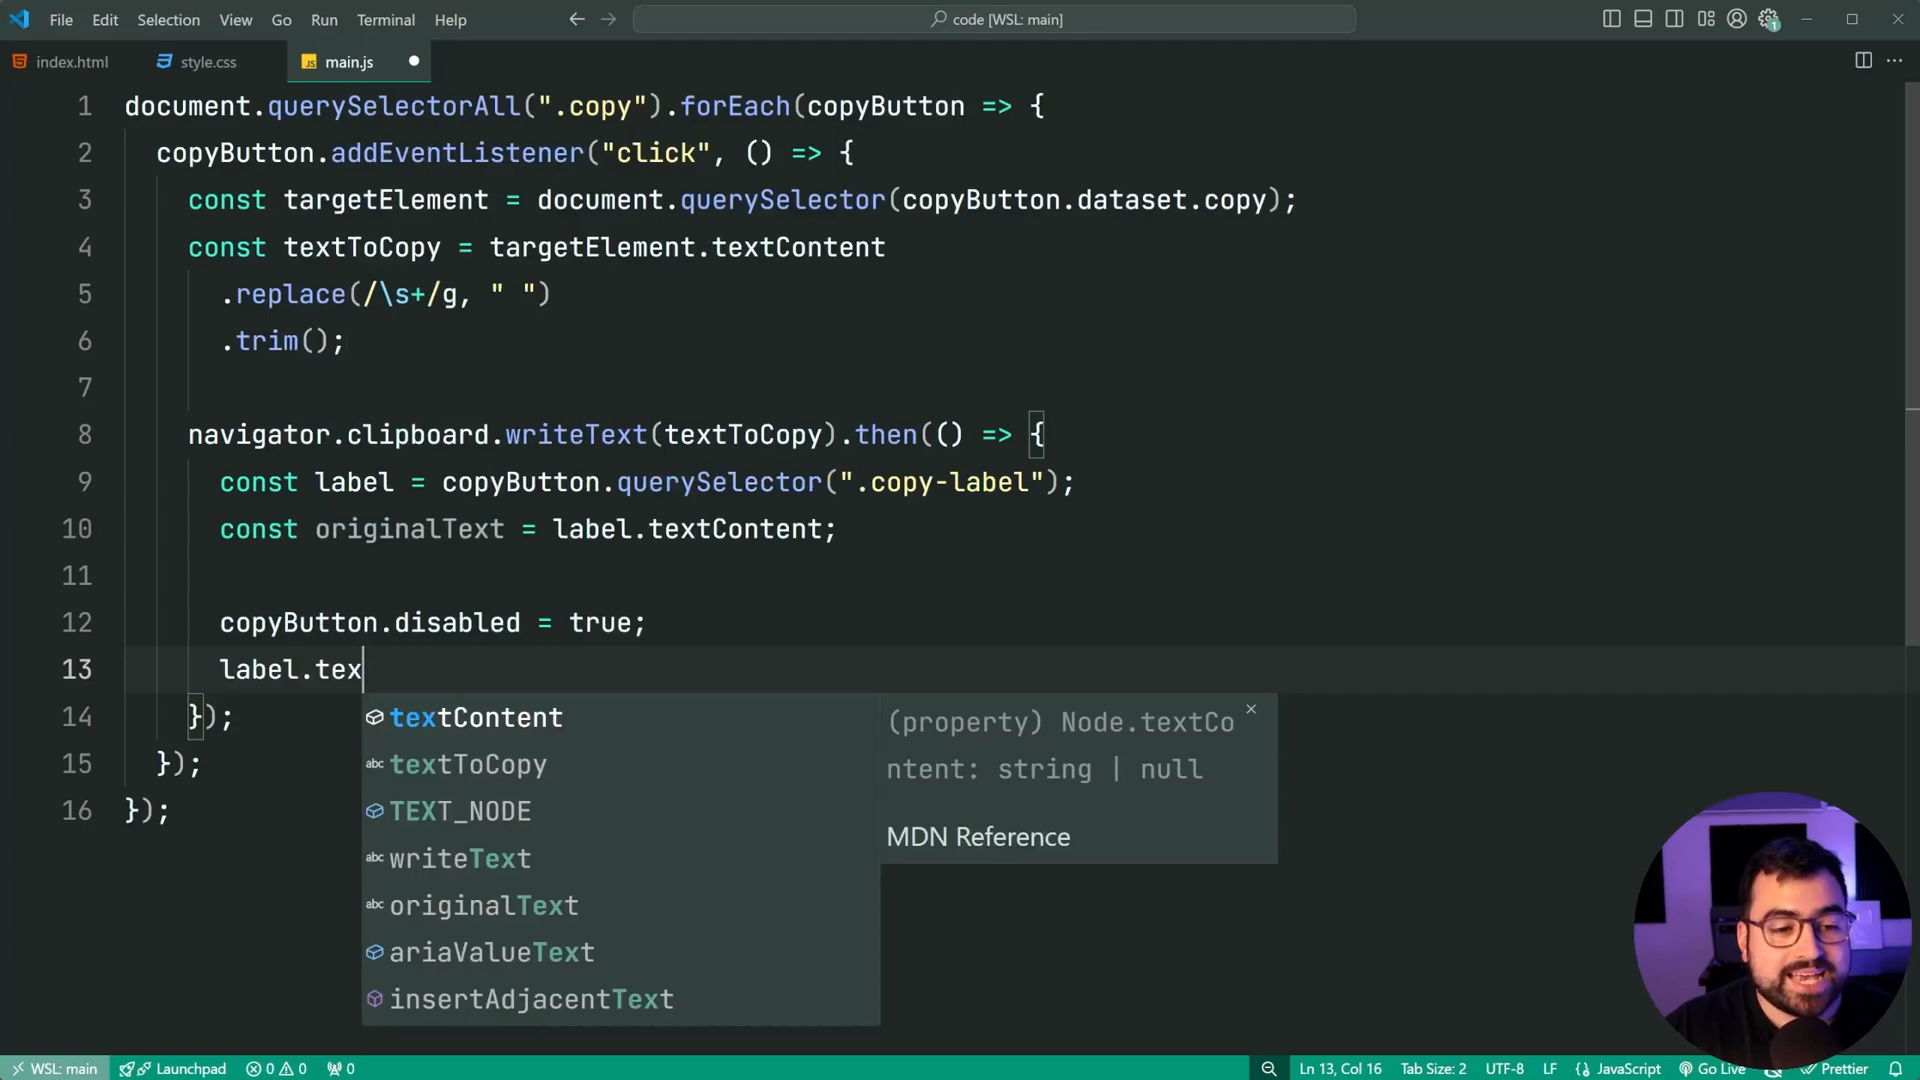 File Edit Selection View Go Run Terminal Help code [WSL: main]
index.html style.css main.js
1 document.querySelectorAll(".copy").forEach(copyButton => {
2 copyButton.addEventListener("click", () => {
3 const targetElement = document.querySelector(copyButton.dataset.copy);
4 const textToCopy = targetElement.textContent
5 .replace(/\s+/g, " ")
6 .trim();
7
8 navigator.clipboard.writeText(textToCopy).then(() => {
9 const label = copyButton.querySelector(".copy-label");
10 const originalText = label.textContent;
11
12 copyButton.disabled = true;
13 label.tex
14 });
15 });
16 });
textContent
abc textToCopy
TEXT_NODE
abc writeText
abc originalText
ariaValueText
insertAdjacentText
(property) Node.textCo
ntent: string | null
MDN Reference
WSL: main Launchpad 0 0 0 Ln 13, Col 16 Tab Size: 2 UTF-8 LF {} JavaScript Go Live Prettier